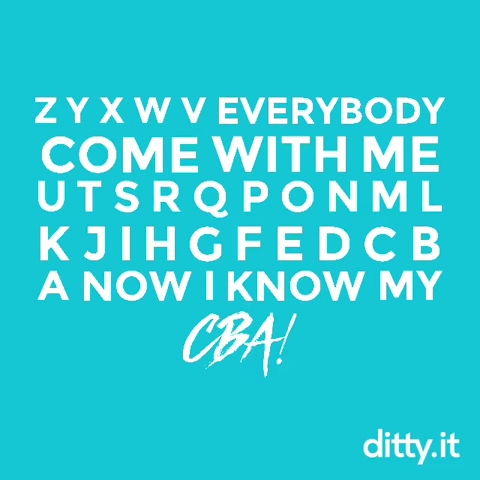 Z Y X W V EVERYBODY
COME WITH ME
U T S R Q P O N M L
K J I H G F E D C B
A NOW I KNOW MY
CBA!
ditty.it